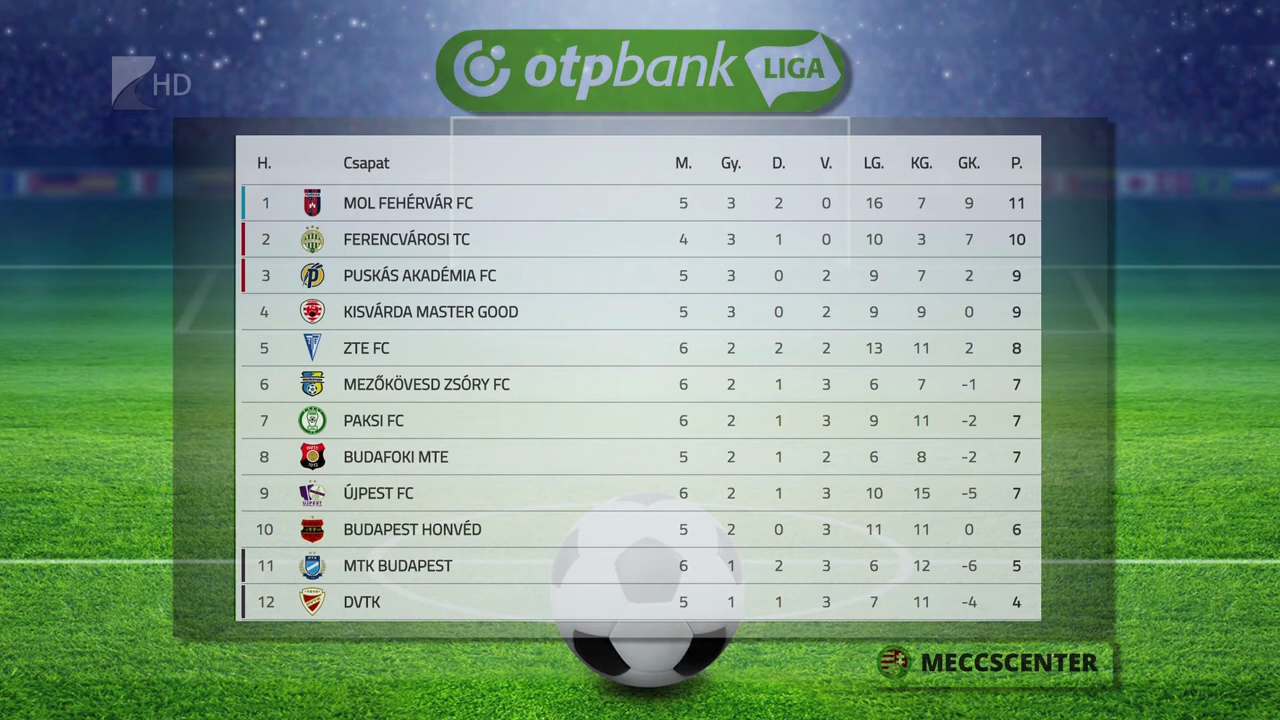 HD
otpbank LIGA
H. Csapat M. Gy. D. V. LG. KG. GK. P.
1 MOL FEHÉRVÁR FC 5 3 2 0 16 7 9 11
2 FERENCVÁROSI TC 4 3 1 0 10 3 7 10
3 PUSKÁS AKADÉMIA FC 5 3 0 2 9 7 2 9
4 KISVÁRDA MASTER GOOD 5 3 0 2 9 9 0 9
5 ZTE FC 6 2 2 2 13 11 2 8
6 MEZŐKÖVESD ZSÓRY FC 6 2 1 3 6 7 -1 7
7 PAKSI FC 6 2 1 3 9 11 -2 7
8 BUDAFOKI MTE 5 2 1 2 6 8 -2 7
9 ÚJPEST FC 6 2 1 3 10 15 -5 7
10 BUDAPEST HONVÉD 5 2 0 3 11 11 0 6
11 MTK BUDAPEST 6 1 2 3 6 12 -6 5
12 DVTK 5 1 1 3 7 11 -4 4
MECCSCENTER